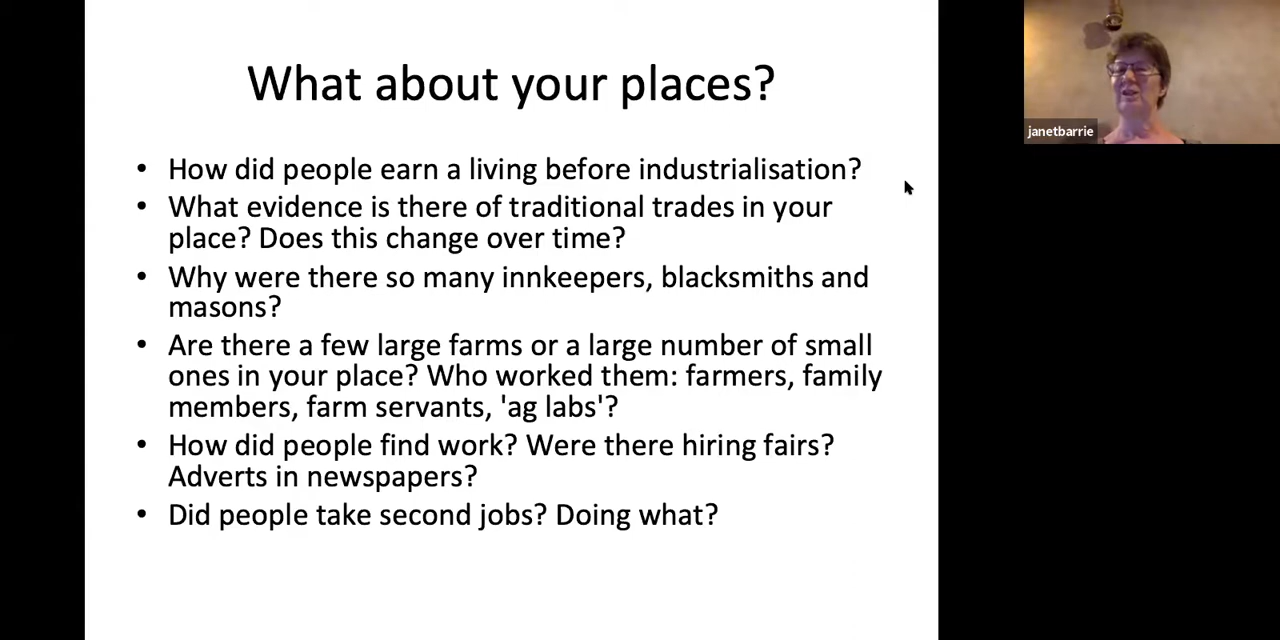 What about your places?
janetbarrie
• How did people earn a living before industrialisation?
• What evidence is there of traditional trades in your
place? Does this change over time?
• Why were there so many innkeepers, blacksmiths and
masons?
• Are there a few large farms or a large number of small
ones in your place? Who worked them: farmers, family
members, farm servants, 'ag labs'?
• How did people find work? Were there hiring fairs?
Adverts in newspapers?
• Did people take second jobs? Doing what?